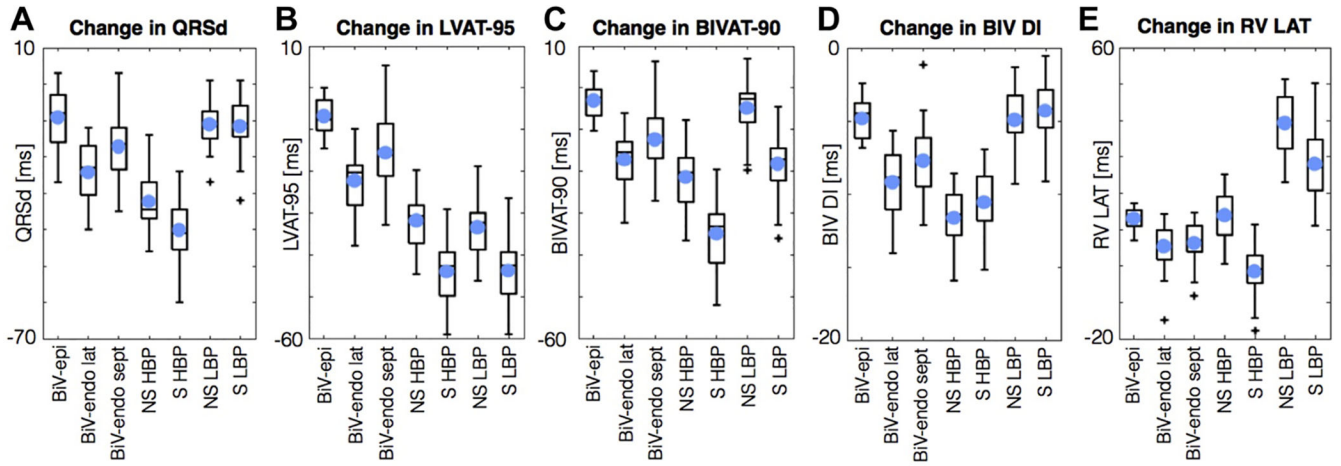 A Change in QRSd
10
QRSd [ms]
-70
BiV-epi
BiV-endo lat
BiV-endo sept
NS HBP
S HBP
NS LBP
S LBP
B Change in LVAT-95
10
LVAT-95 [ms]
-60
BiV-epi
BiV-endo lat
BiV-endo sept
NS HBP
S HBP
NS LBP
S LBP
C Change in BIVAT-90
10
BIVAT-90 [ms]
-60
BiV-epi
BiV-endo lat
BiV-endo sept
NS HBP
S HBP
NS LBP
S LBP
D Change in BIV DI
0
BIV DI [ms]
-20
BiV-epi
BiV-endo lat
BiV-endo sept
NS HBP
S HBP
NS LBP
S LBP
E Change in RV LAT
60
RV LAT [ms]
-20
BiV-epi
BiV-endo lat
BiV-endo sept
NS HBP
S HBP
NS LBP
S LBP